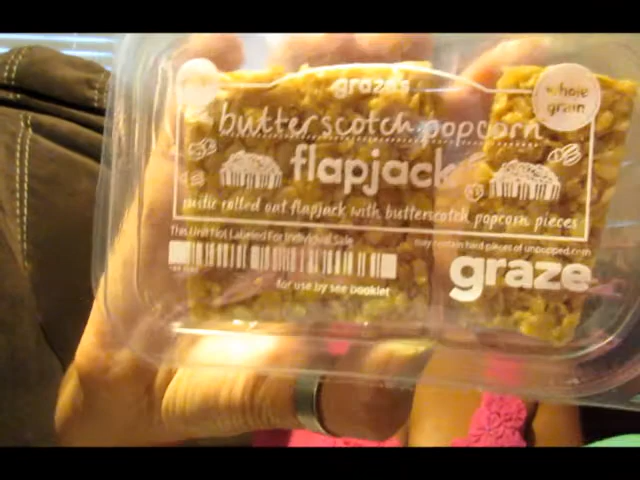 graze's
whole
grain
butterscotch popcorn
flapjack
rustic rolled oat flapjack with butterscotch popcorn pieces
This Unit Not Labeled For Individual Sale
may contain hard pieces of unpopped corn
graze
for use by see booklet